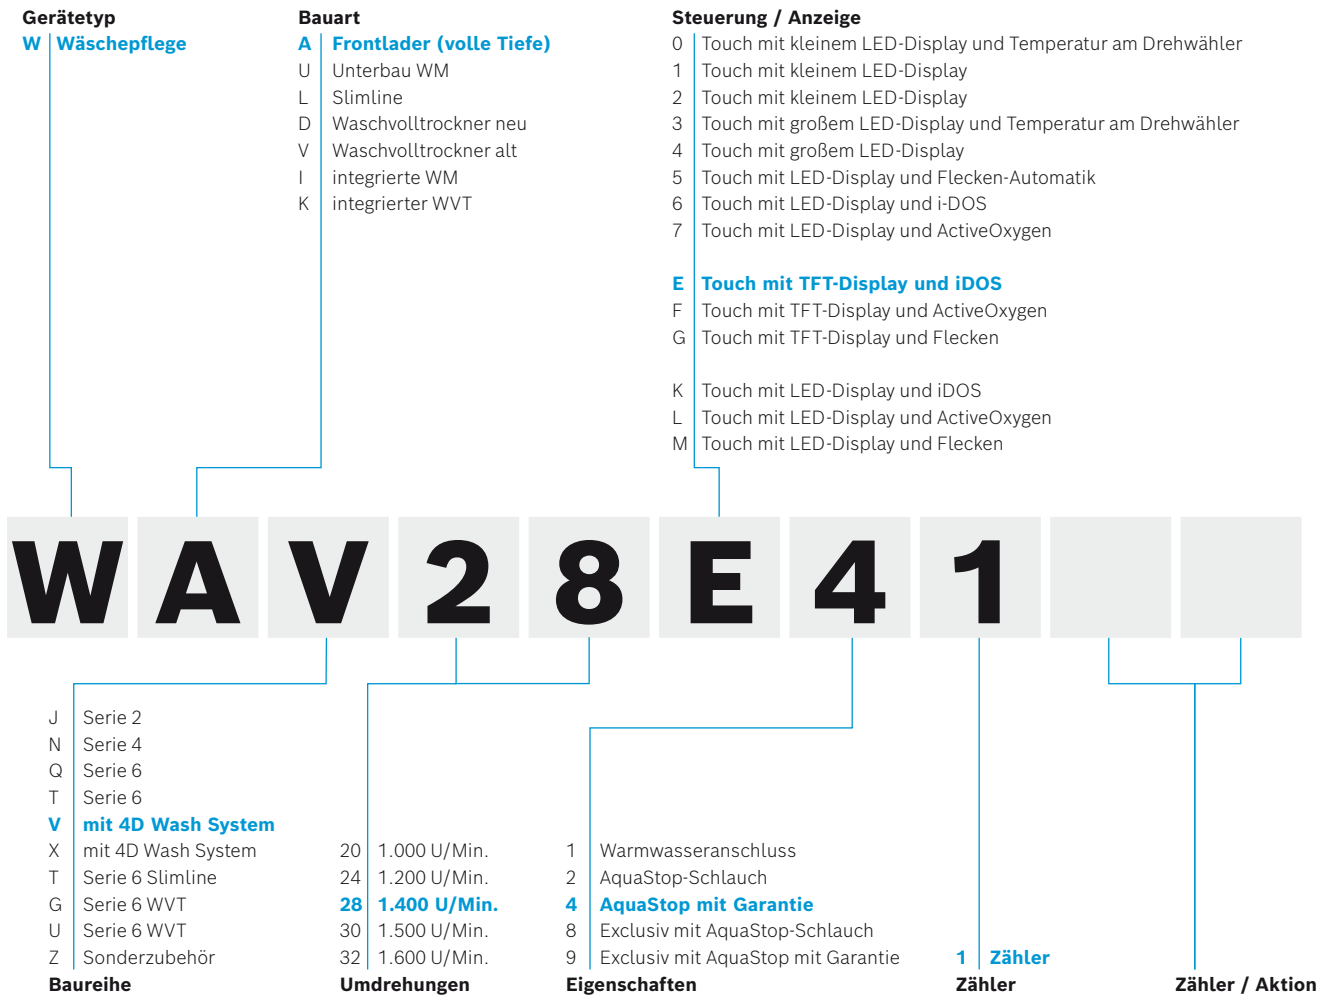 Gerätetyp
W Wäschepflege
Bauart
A Frontlader (volle Tiefe)
U Unterbau WM
L Slimline
D Waschvolltrockner neu
V Waschvolltrockner alt
I integrierte WM
K integrierter WVT
Steuerung / Anzeige
0 Touch mit kleinem LED-Display und Temperatur am Drehwähler
1 Touch mit kleinem LED-Display
2 Touch mit kleinem LED-Display
3 Touch mit großem LED-Display und Temperatur am Drehwähler
4 Touch mit großem LED-Display
5 Touch mit LED-Display und Flecken-Automatik
6 Touch mit LED-Display und i-DOS
7 Touch mit LED-Display und ActiveOxygen
E Touch mit TFT-Display und iDOS
F Touch mit TFT-Display und ActiveOxygen
G Touch mit TFT-Display und Flecken
K Touch mit LED-Display und iDOS
L Touch mit LED-Display und ActiveOxygen
M Touch mit LED-Display und Flecken
W A V 2 8 E 4 1
J Serie 2
N Serie 4
Q Serie 6
T Serie 6
V mit 4D Wash System
X mit 4D Wash System
T Serie 6 Slimline
G Serie 6 WVT
U Serie 6 WVT
Z Sonderzubehör
Baureihe
20 1.000 U/Min.
24 1.200 U/Min.
28 1.400 U/Min.
30 1.500 U/Min.
32 1.600 U/Min.
Umdrehungen
1 Warmwasseranschluss
2 AquaStop-Schlauch
4 AquaStop mit Garantie
8 Exclusiv mit AquaStop-Schlauch
9 Exclusiv mit AquaStop mit Garantie
Eigenschaften
1 Zähler
Zähler
Zähler / Aktion